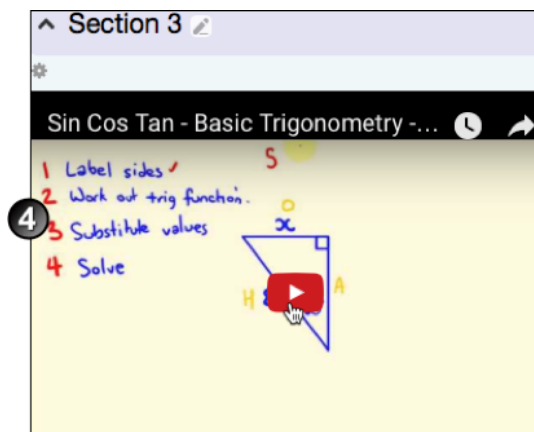 Section 3
Sin Cos Tan - Basic Trigonometry -...
1 Label sides ✓
S
2 Work out trig function.
4
3 Substitute values
4 Solve
O
x
H
A